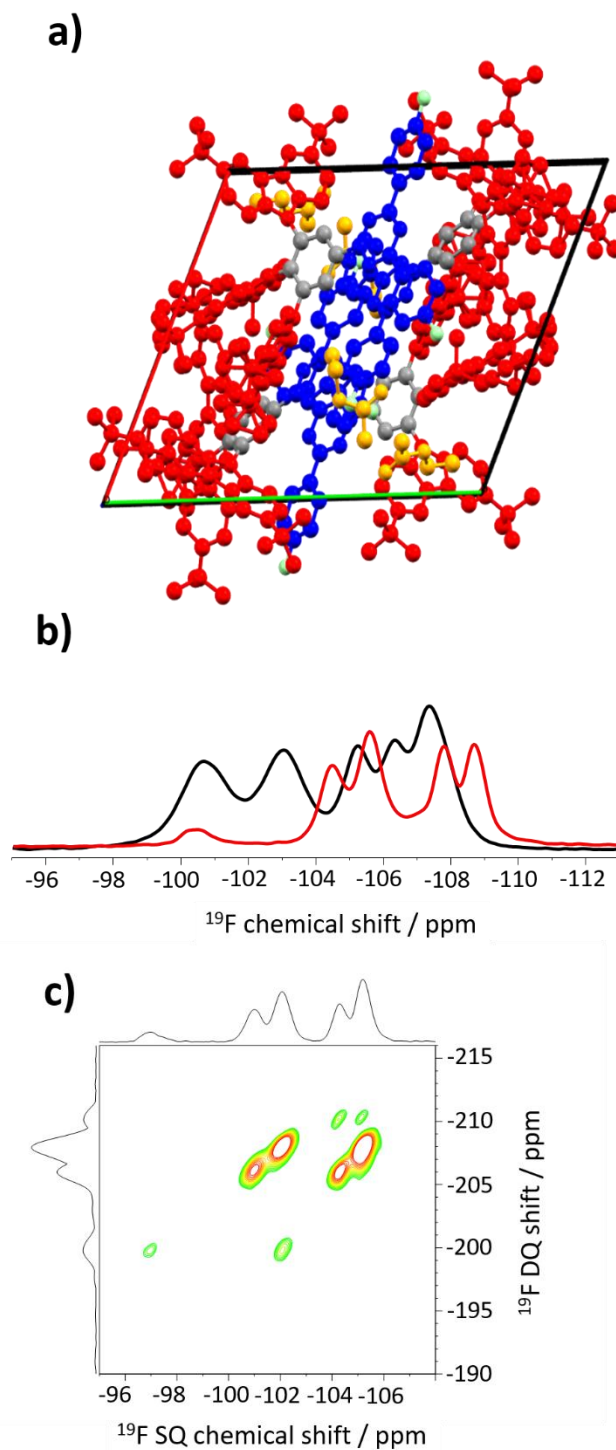 a)
b)
-96 -98 -100 -102 -104 -106 -108 -110 -112
¹⁹F chemical shift / ppm
c)
-215
-210
-205
-200
-195
-190
¹⁹F DQ shift / ppm
-96 -98 -100 -102 -104 -106
¹⁹F SQ chemical shift / ppm